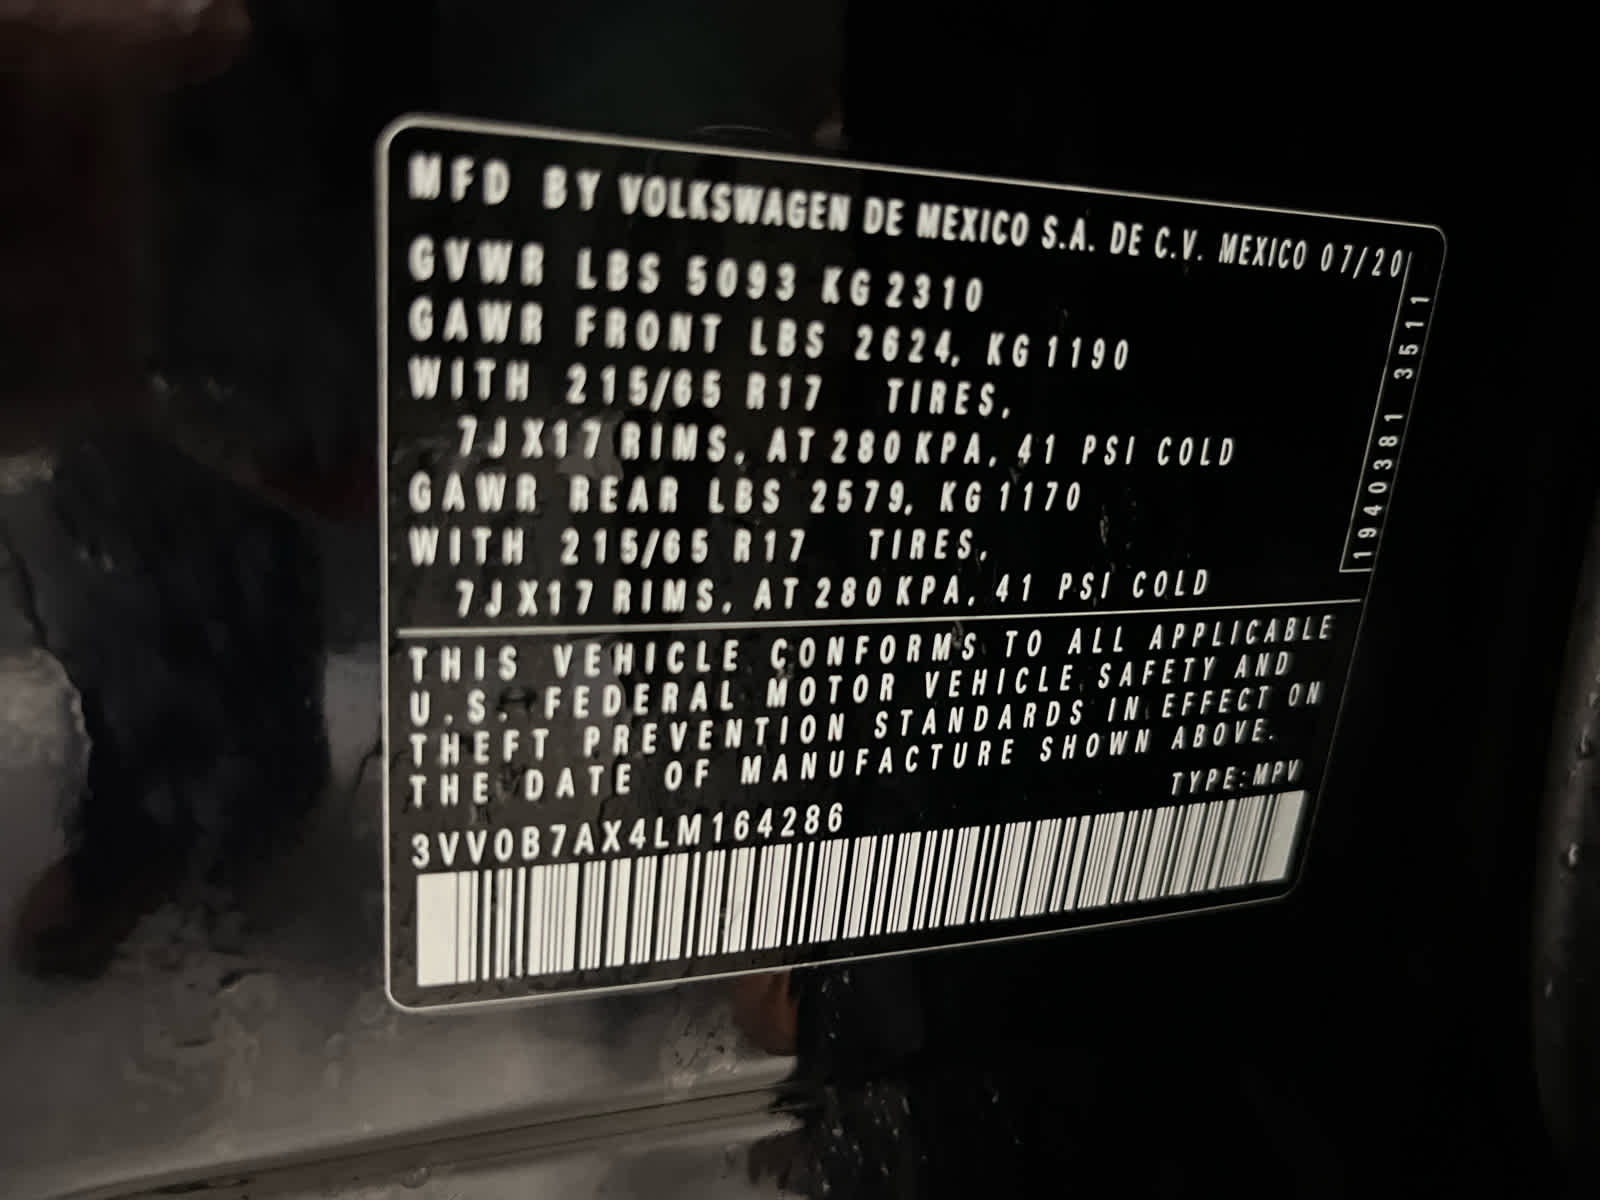 MFD BY VOLKSWAGEN DE MEXICO S.A. DE C.V. MEXICO 07/20
GVWR LBS 5093 KG 2310
GAWR FRONT LBS 2624, KG 1190
WITH 215/65 R17 TIRES,
7JX17 RIMS, AT 280 KPA, 41 PSI COLD
GAWR REAR LBS 2579, KG 1170
WITH 215/65 R17 TIRES,
7JX17 RIMS, AT 280 KPA, 41 PSI COLD
1940381 3511
THIS VEHICLE CONFORMS TO ALL APPLICABLE
U.S. FEDERAL MOTOR VEHICLE SAFETY AND
THEFT PREVENTION STANDARDS IN EFFECT ON
THE DATE OF MANUFACTURE SHOWN ABOVE.
TYPE: MPV
3VV0B7AX4LM164286